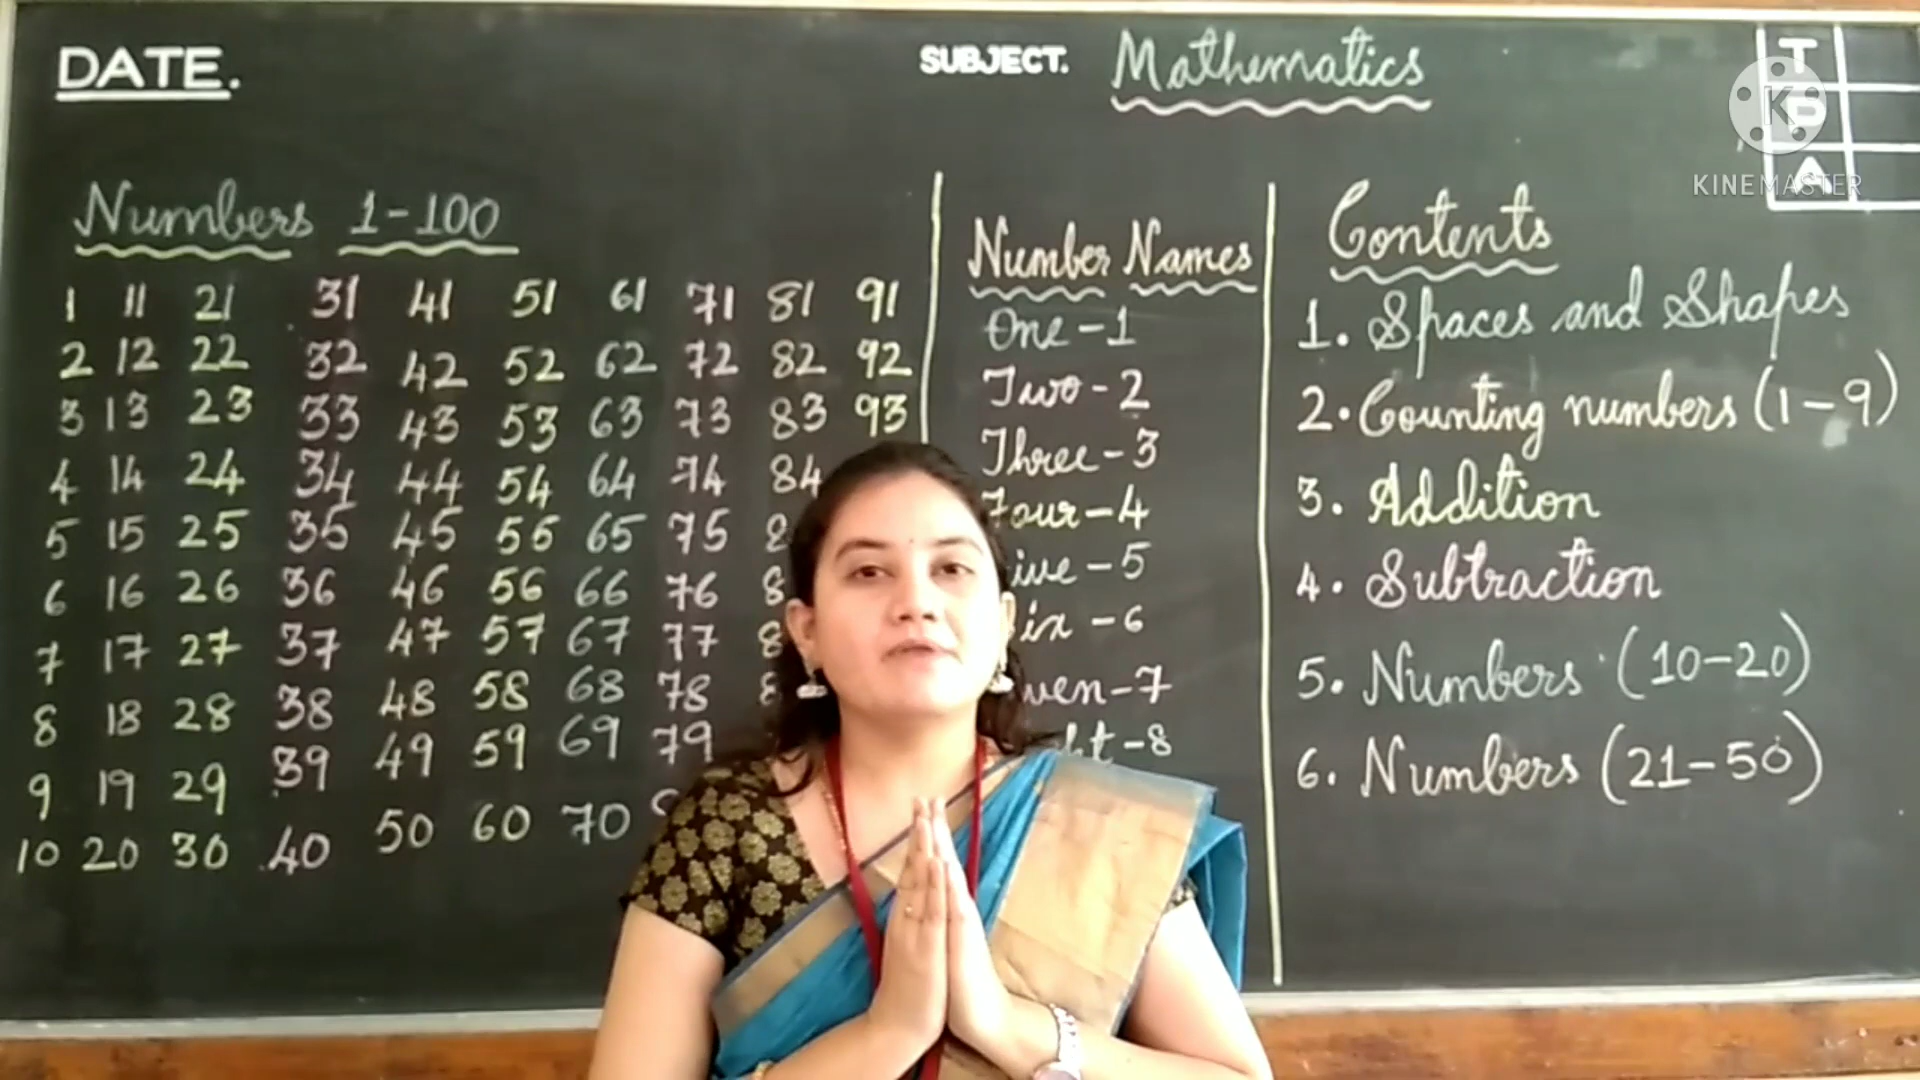 DATE.
SUBJECT. Mathematics
T
B
A
KINEMASTER
Numbers 1-100
1 11 21 31 41 51 61 71 81 91
2 12 22 32 42 52 62 72 82 92
3 13 23 33 43 53 63 73 83 93
4 14 24 34 44 54 64 74 84
5 15 25 35 45 55 65 75
6 16 26 36 46 56 66 76
7 17 27 37 47 57 67 77
8 18 28 38 48 58 68 78
9 19 29 39 49 59 69 79
10 20 30 40 50 60 70
Number Names
One - 1
Two - 2
Three - 3
Four - 4
ive - 5
ix - 6
ven - 7
ht - 8
Contents
1. Spaces and Shapes
2. Counting numbers (1-9)
3. Addition
4. Subtraction
5. Numbers (10-20)
6. Numbers (21-50)